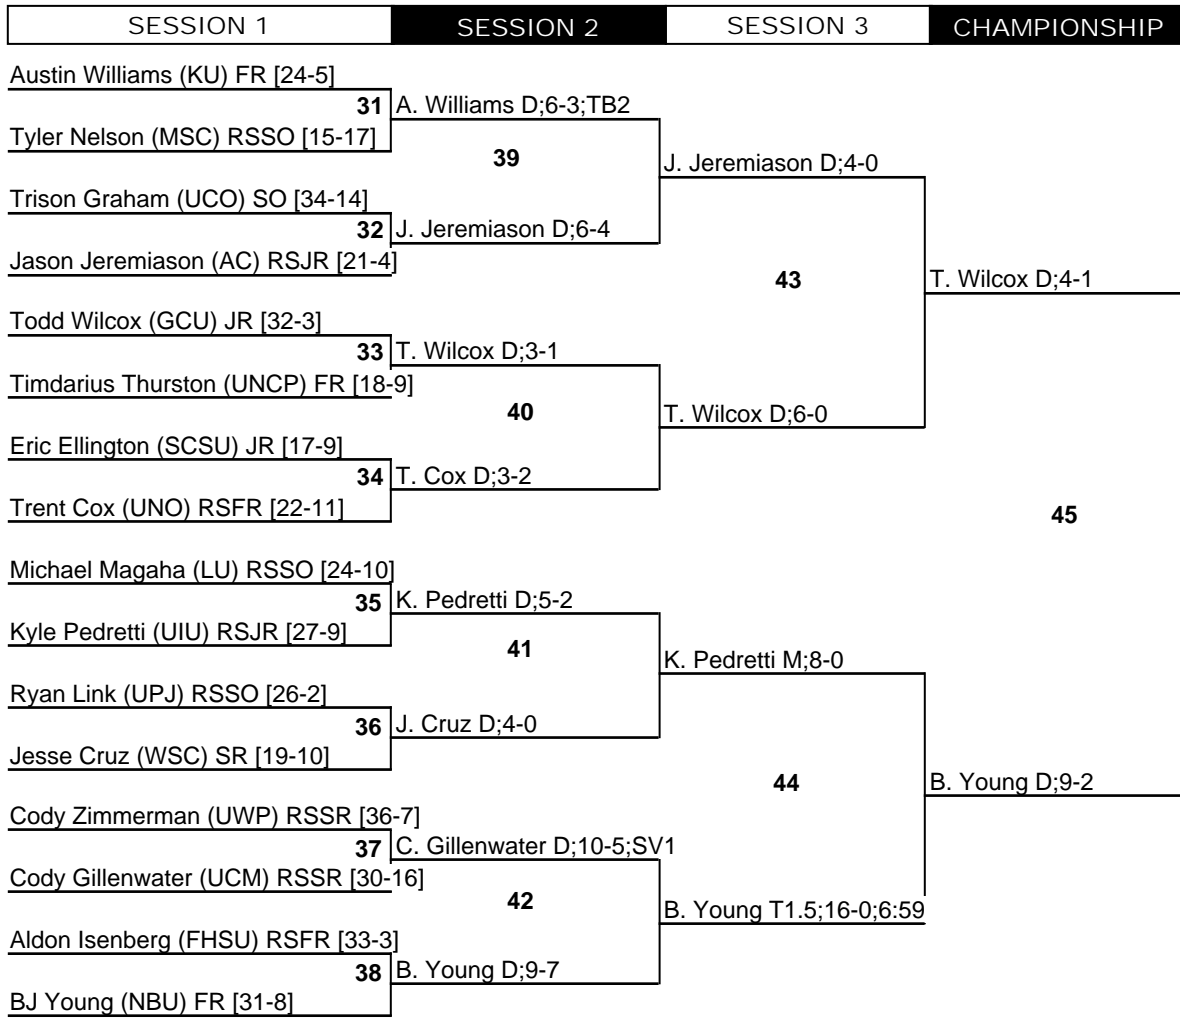 SESSION 1
SESSION 2
SESSION 3
CHAMPIONSHIP
Austin Williams (KU) FR [24-5]
31
A. Williams D;6-3;TB2
Tyler Nelson (MSC) RSSO [15-17]
39
J. Jeremiason D;4-0
Trison Graham (UCO) SO [34-14]
32
J. Jeremiason D;6-4
Jason Jeremiason (AC) RSJR [21-4]
43
T. Wilcox D;4-1
Todd Wilcox (GCU) JR [32-3]
33
T. Wilcox D;3-1
Timdarius Thurston (UNCP) FR [18-9]
40
T. Wilcox D;6-0
Eric Ellington (SCSU) JR [17-9]
34
T. Cox D;3-2
Trent Cox (UNO) RSFR [22-11]
45
Michael Magaha (LU) RSSO [24-10]
35
K. Pedretti D;5-2
Kyle Pedretti (UIU) RSJR [27-9]
41
K. Pedretti M;8-0
Ryan Link (UPJ) RSSO [26-2]
36
J. Cruz D;4-0
Jesse Cruz (WSC) SR [19-10]
44
B. Young D;9-2
Cody Zimmerman (UWP) RSSR [36-7]
37
C. Gillenwater D;10-5;SV1
Cody Gillenwater (UCM) RSSR [30-16]
42
B. Young T1.5;16-0;6:59
Aldon Isenberg (FHSU) RSFR [33-3]
38
B. Young D;9-7
BJ Young (NBU) FR [31-8]